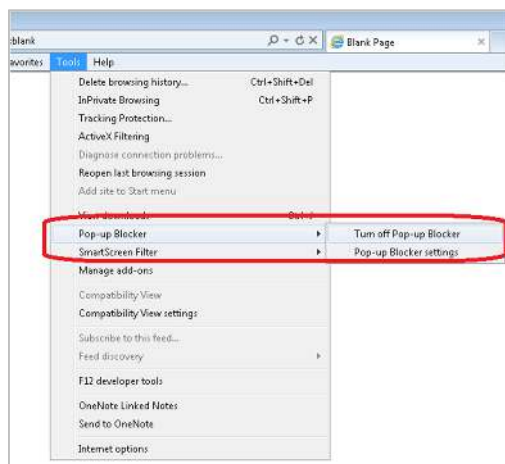 :blank
Blank Page
avorites Tools Help
Delete browsing history... Ctrl+Shift+Del
InPrivate Browsing Ctrl+Shift+P
Tracking Protection...
ActiveX Filtering
Diagnose connection problems...
Reopen last browsing session
Add site to Start menu
View downloads Ctrl+J
Pop-up Blocker
Turn off Pop-up Blocker
SmartScreen Filter
Pop-up Blocker settings
Manage add-ons
Compatibility View
Compatibility View settings
Subscribe to this feed...
Feed discovery
F12 developer tools
OneNote Linked Notes
Send to OneNote
Internet options